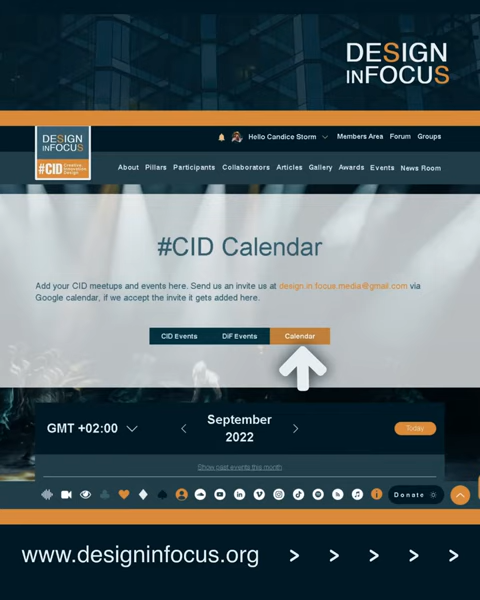 DESIGN
INFOCUS
DESIGN
INFOCUS
#CID Creative
Innovative
Design
Hello Candice Storm Members Area Forum Groups
About Pillars Participants Collaborators Articles Gallery Awards Events News Room
#CID Calendar
Add your CID meetups and events here. Send us an invite us at design.in.focus.media@gmail.com via
Google calendar, if we accept the invite it gets added here.
CID Events DiF Events Calendar
GMT +02:00 September
2022 Today
Show past events this month
Donate
www.designinfocus.org > > > > >